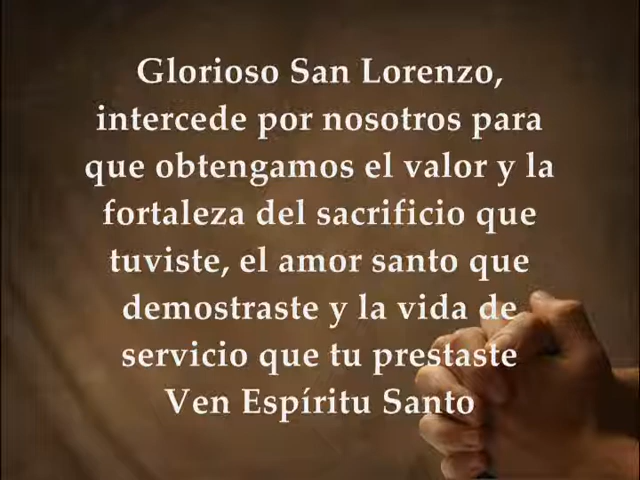 Glorioso San Lorenzo,
intercede por nosotros para
que obtengamos el valor y la
fortaleza del sacrificio que
tuviste, el amor santo que
demostraste y la vida de
servicio que tu prestaste
Ven Espíritu Santo